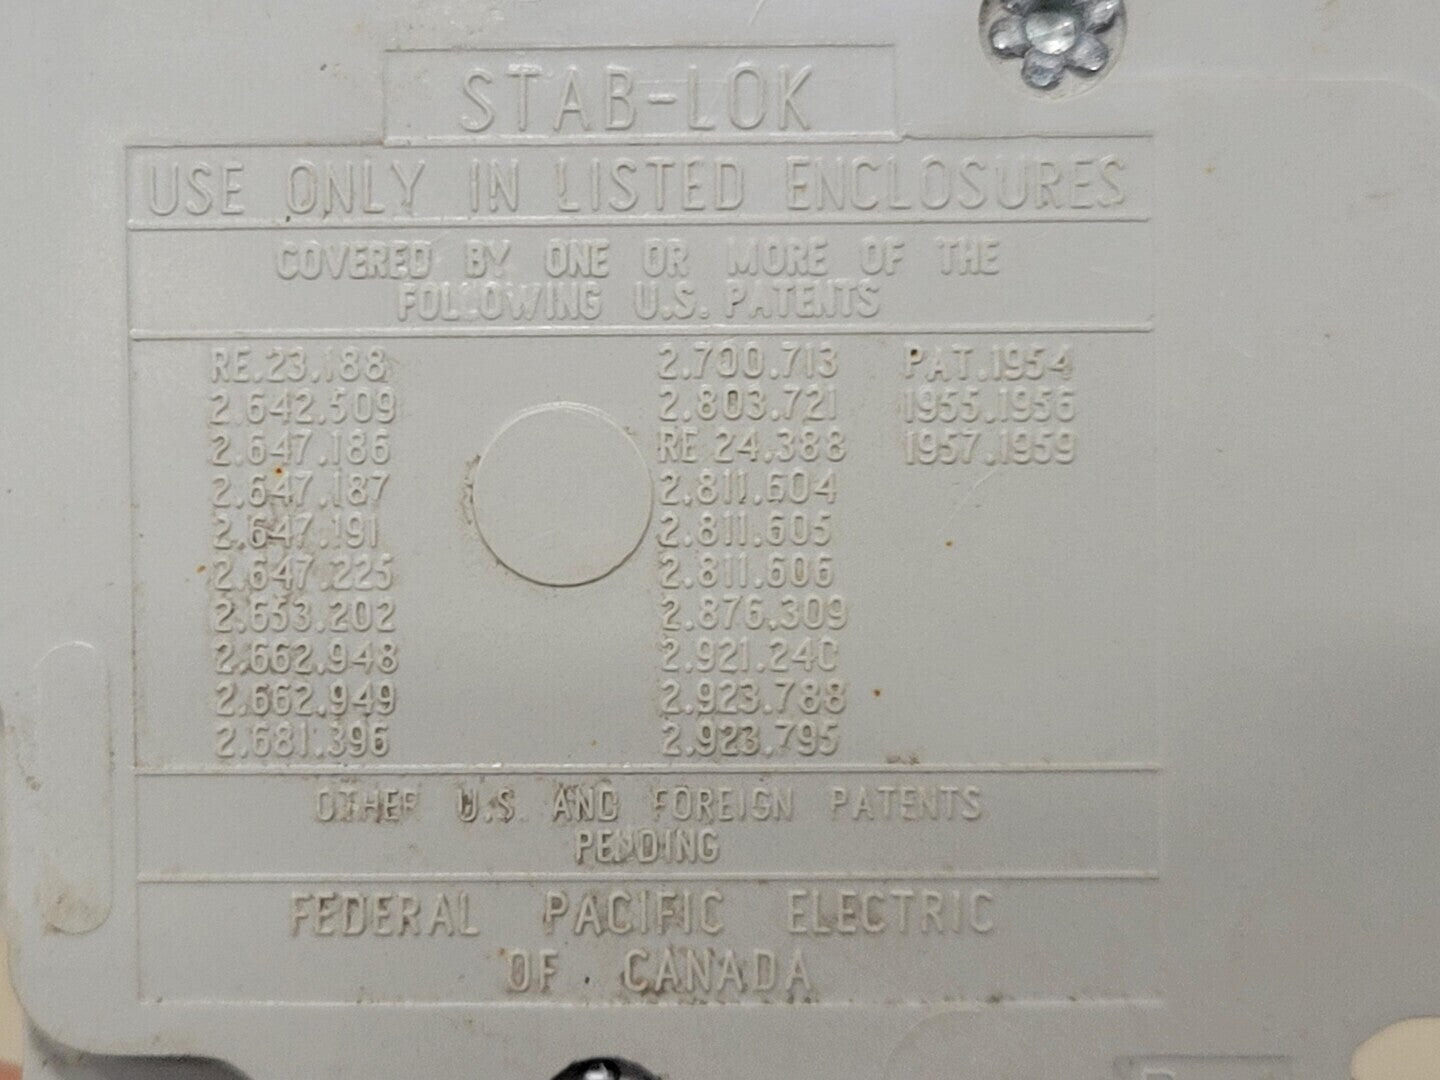 STAB-LOK
USE ONLY IN LISTED ENCLOSURES
COVERED BY ONE OR MORE OF THE
FOLLOWING U.S. PATENTS
RE.23.188
2.642.509
2.647.186
2.647.187
2.647.191
2.647.225
2.653.202
2.662.948
2.662.949
2.681.396
2.700.713
2.803.721
RE 24.388
2.811.604
2.811.605
2.811.606
2.876.309
2.921.240
2.923.788
2.923.795
PAT.1954
1955.1956
1957.1959
OTHER U.S. AND FOREIGN PATENTS
PENDING
FEDERAL PACIFIC ELECTRIC
OF CANADA